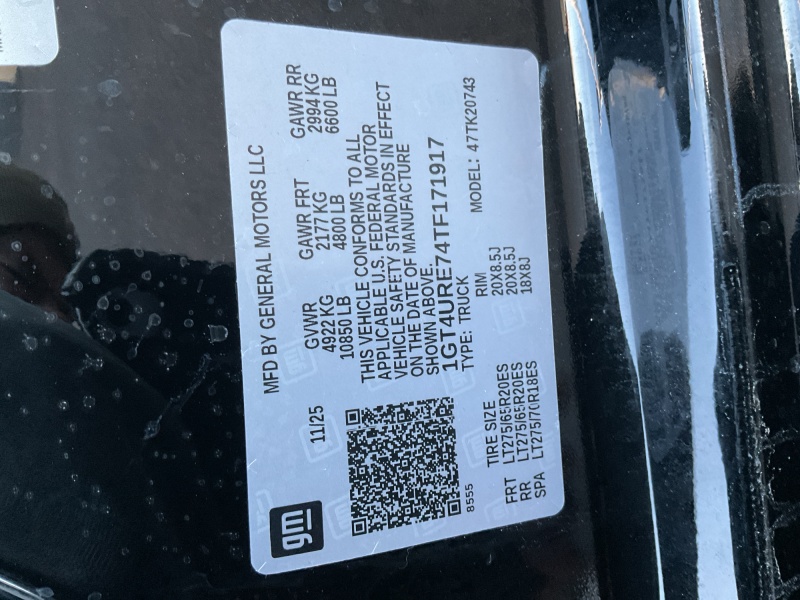 gm
MFD BY GENERAL MOTORS LLC
11/25
GVWR GAWR FRT GAWR RR
4922 KG 2177 KG 2994 KG
10850 LB 4800 LB 6600 LB
THIS VEHICLE CONFORMS TO ALL
APPLICABLE U.S. FEDERAL MOTOR
VEHICLE SAFETY STANDARDS IN EFFECT
ON THE DATE OF MANUFACTURE
SHOWN ABOVE.
1GT4URE74TF171917
8555
TYPE: TRUCK MODEL: 47TK20743
TIRE SIZE RIM
FRT LT275/65R20ES 20X8.5J
RR LT275/65R20ES 20X8.5J
SPA LT275/70R18ES 18X8J